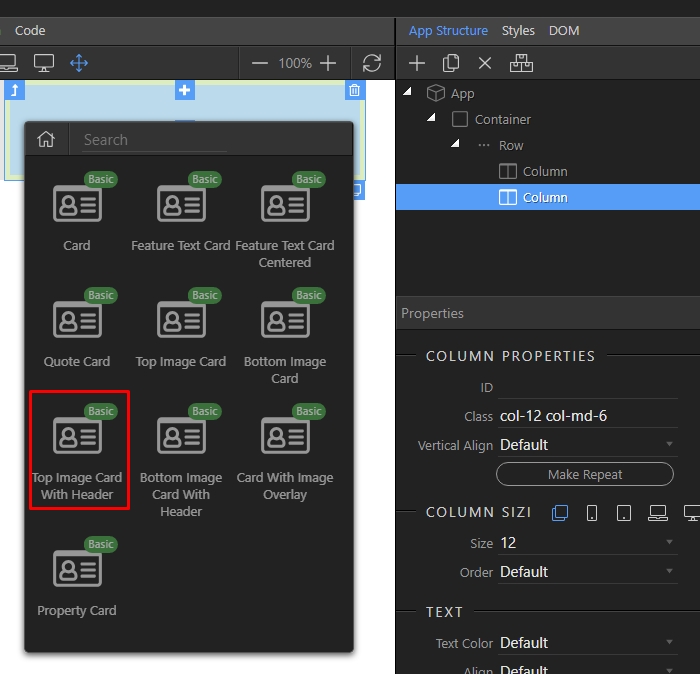 Code
App Structure Styles DOM
100%
App
Container
Row
Column
Column
Search
Basic Basic Basic
Card Feature Text Card Feature Text Card
Centered
Basic Basic Basic
Quote Card Top Image Card Bottom Image
Card
Basic Basic Basic
Top Image Card Bottom Image Card With Image
With Header Card With Overlay
Header
Basic
Property Card
Properties
COLUMN PROPERTIES
ID
Class col-12 col-md-6
Vertical Align Default
Make Repeat
COLUMN SIZI
Size 12
Order Default
TEXT
Text Color Default
Align Default